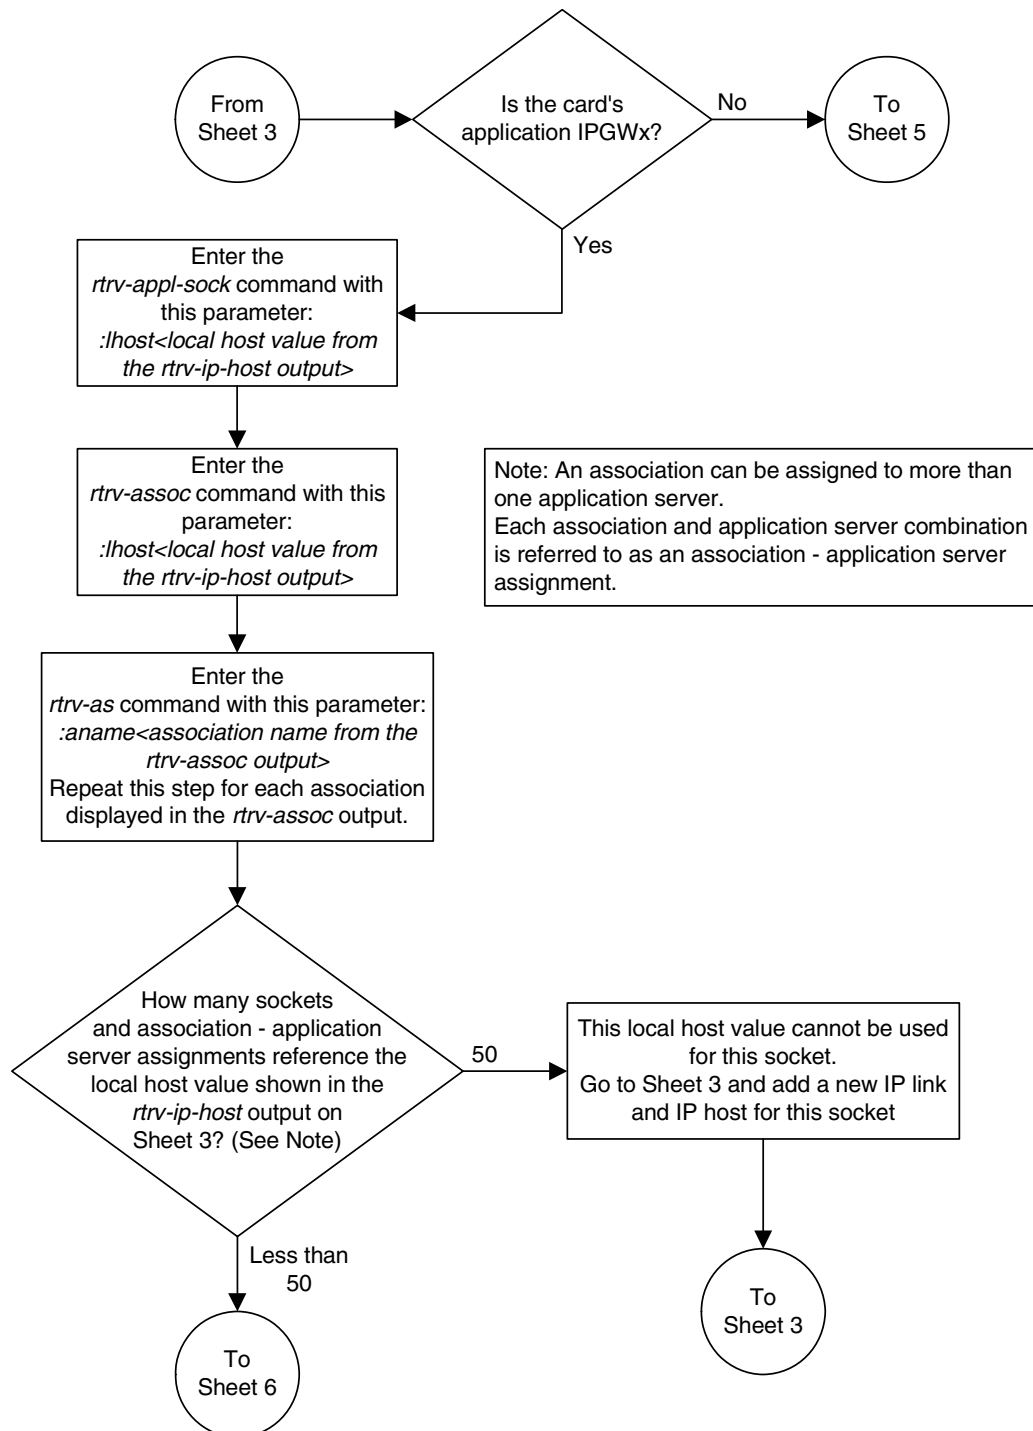 From
Sheet 3
Is the card's
application IPGWx?
No
To
Sheet 5
Yes
Enter the
rtrv-appl-sock command with
this parameter:
:lhost<local host value from
the rtrv-ip-host output>
Enter the
rtrv-assoc command with this
parameter:
:lhost<local host value from
the rtrv-ip-host output>
Note: An association can be assigned to more than
one application server.
Each association and application server combination
is referred to as an association - application server
assignment.
Enter the
rtrv-as command with this parameter:
:aname<association name from the
rtrv-assoc output>
Repeat this step for each association
displayed in the rtrv-assoc output.
How many sockets
and association - application
server assignments reference the
local host value shown in the
rtrv-ip-host output on
Sheet 3? (See Note)
50
This local host value cannot be used
for this socket.
Go to Sheet 3 and add a new IP link
and IP host for this socket
Less than
50
To
Sheet 3
To
Sheet 6